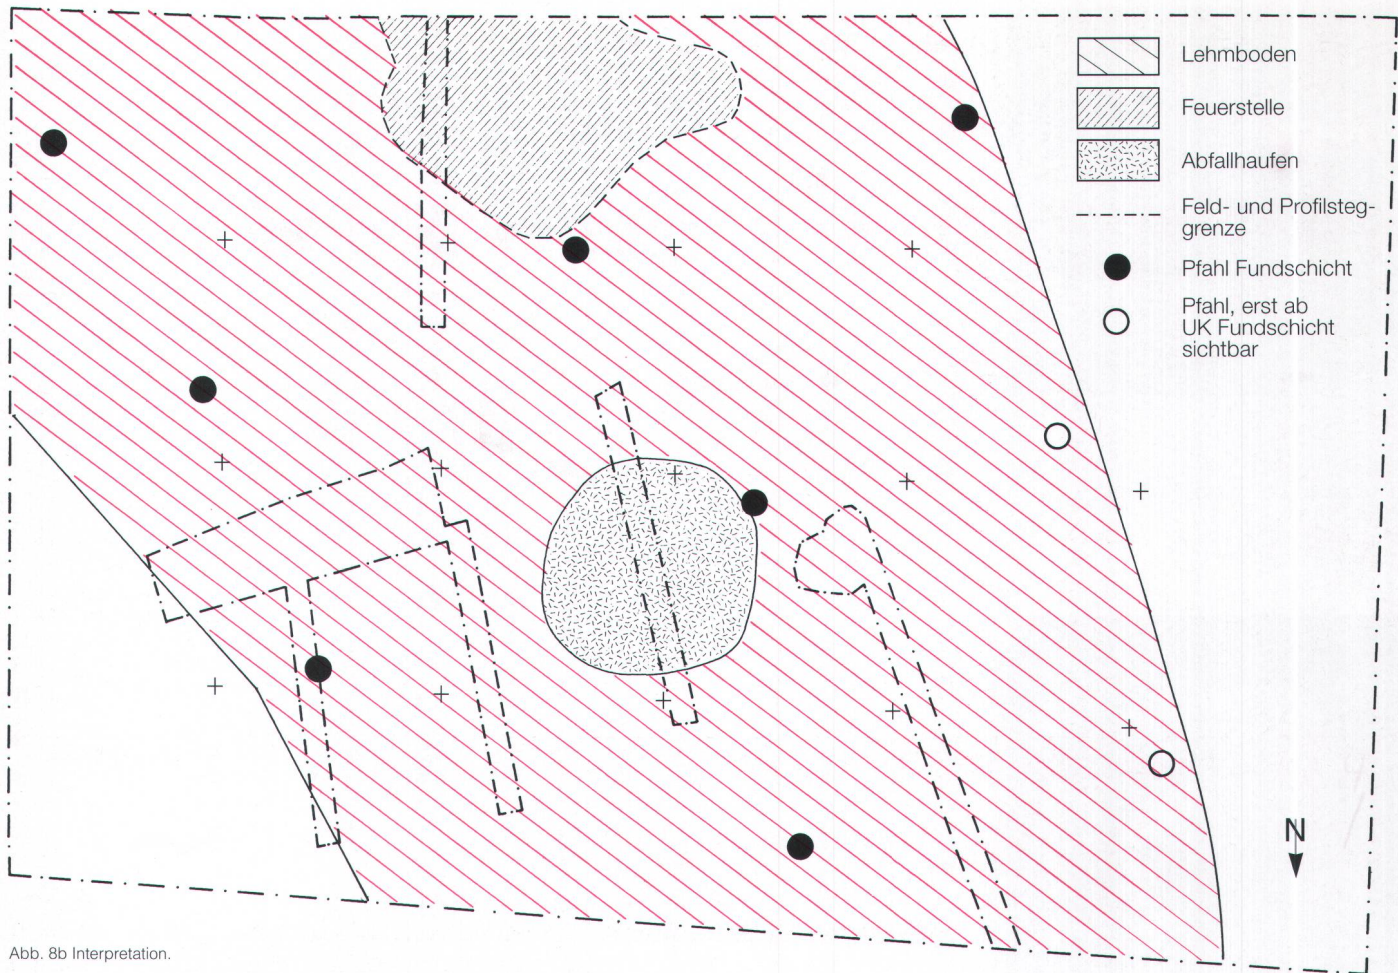 Lehmboden
Feuerstelle
Abfallhaufen
Feld- und Profilsteg-
grenze
Pfahl Fundschicht
Pfahl, erst ab
UK Fundschicht
sichtbar
N
Abb. 8b Interpretation.